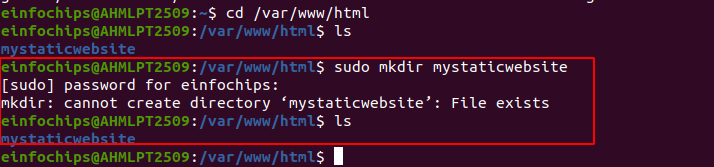 einfochips@AHMLPT2509:~$ cd /var/www/html
einfochips@AHMLPT2509:/var/www/html$ ls
mystaticwebsite
einfochips@AHMLPT2509:/var/www/html$ sudo mkdir mystaticwebsite
[sudo] password for einfochips:
mkdir: cannot create directory ‘mystaticwebsite’: File exists
einfochips@AHMLPT2509:/var/www/html$ ls
mystaticwebsite
einfochips@AHMLPT2509:/var/www/html$